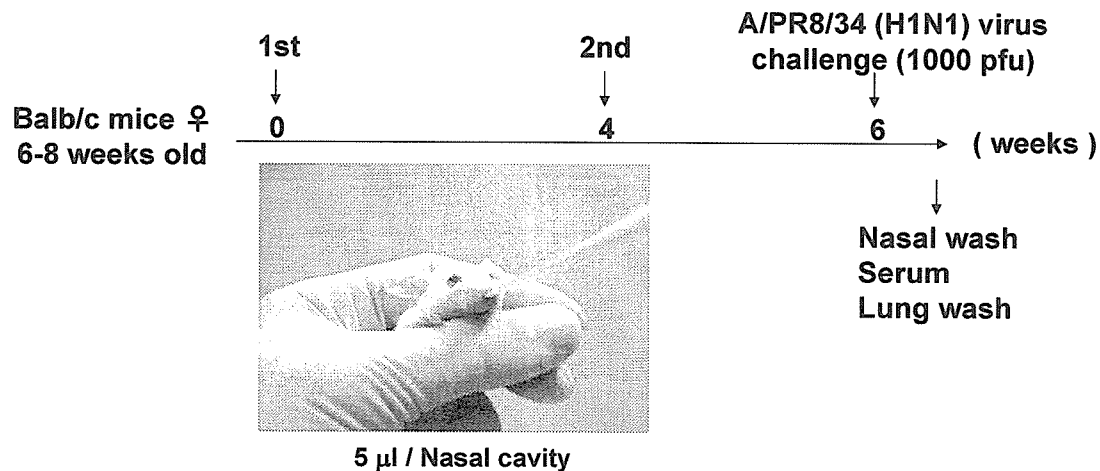 1st
2nd
A/PR8/34 (H1N1) virus
challenge (1000 pfu)
Balb/c mice ♀
6-8 weeks old
0
4
6
( weeks )
Nasal wash
Serum
Lung wash
5 μl / Nasal cavity